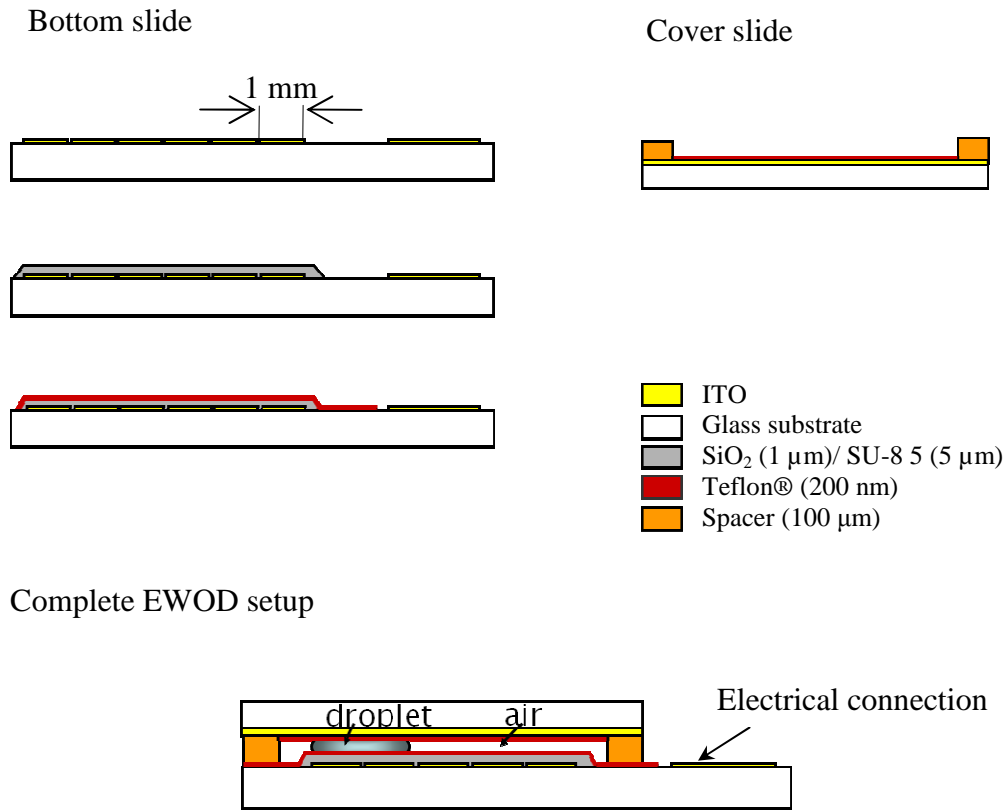 Bottom slide
Cover slide
1 mm
ITO
Glass substrate
SiO₂ (1 µm)/ SU-8 5 (5 µm)
Teflon® (200 nm)
Spacer (100 µm)
Complete EWOD setup
Electrical connection
droplet air